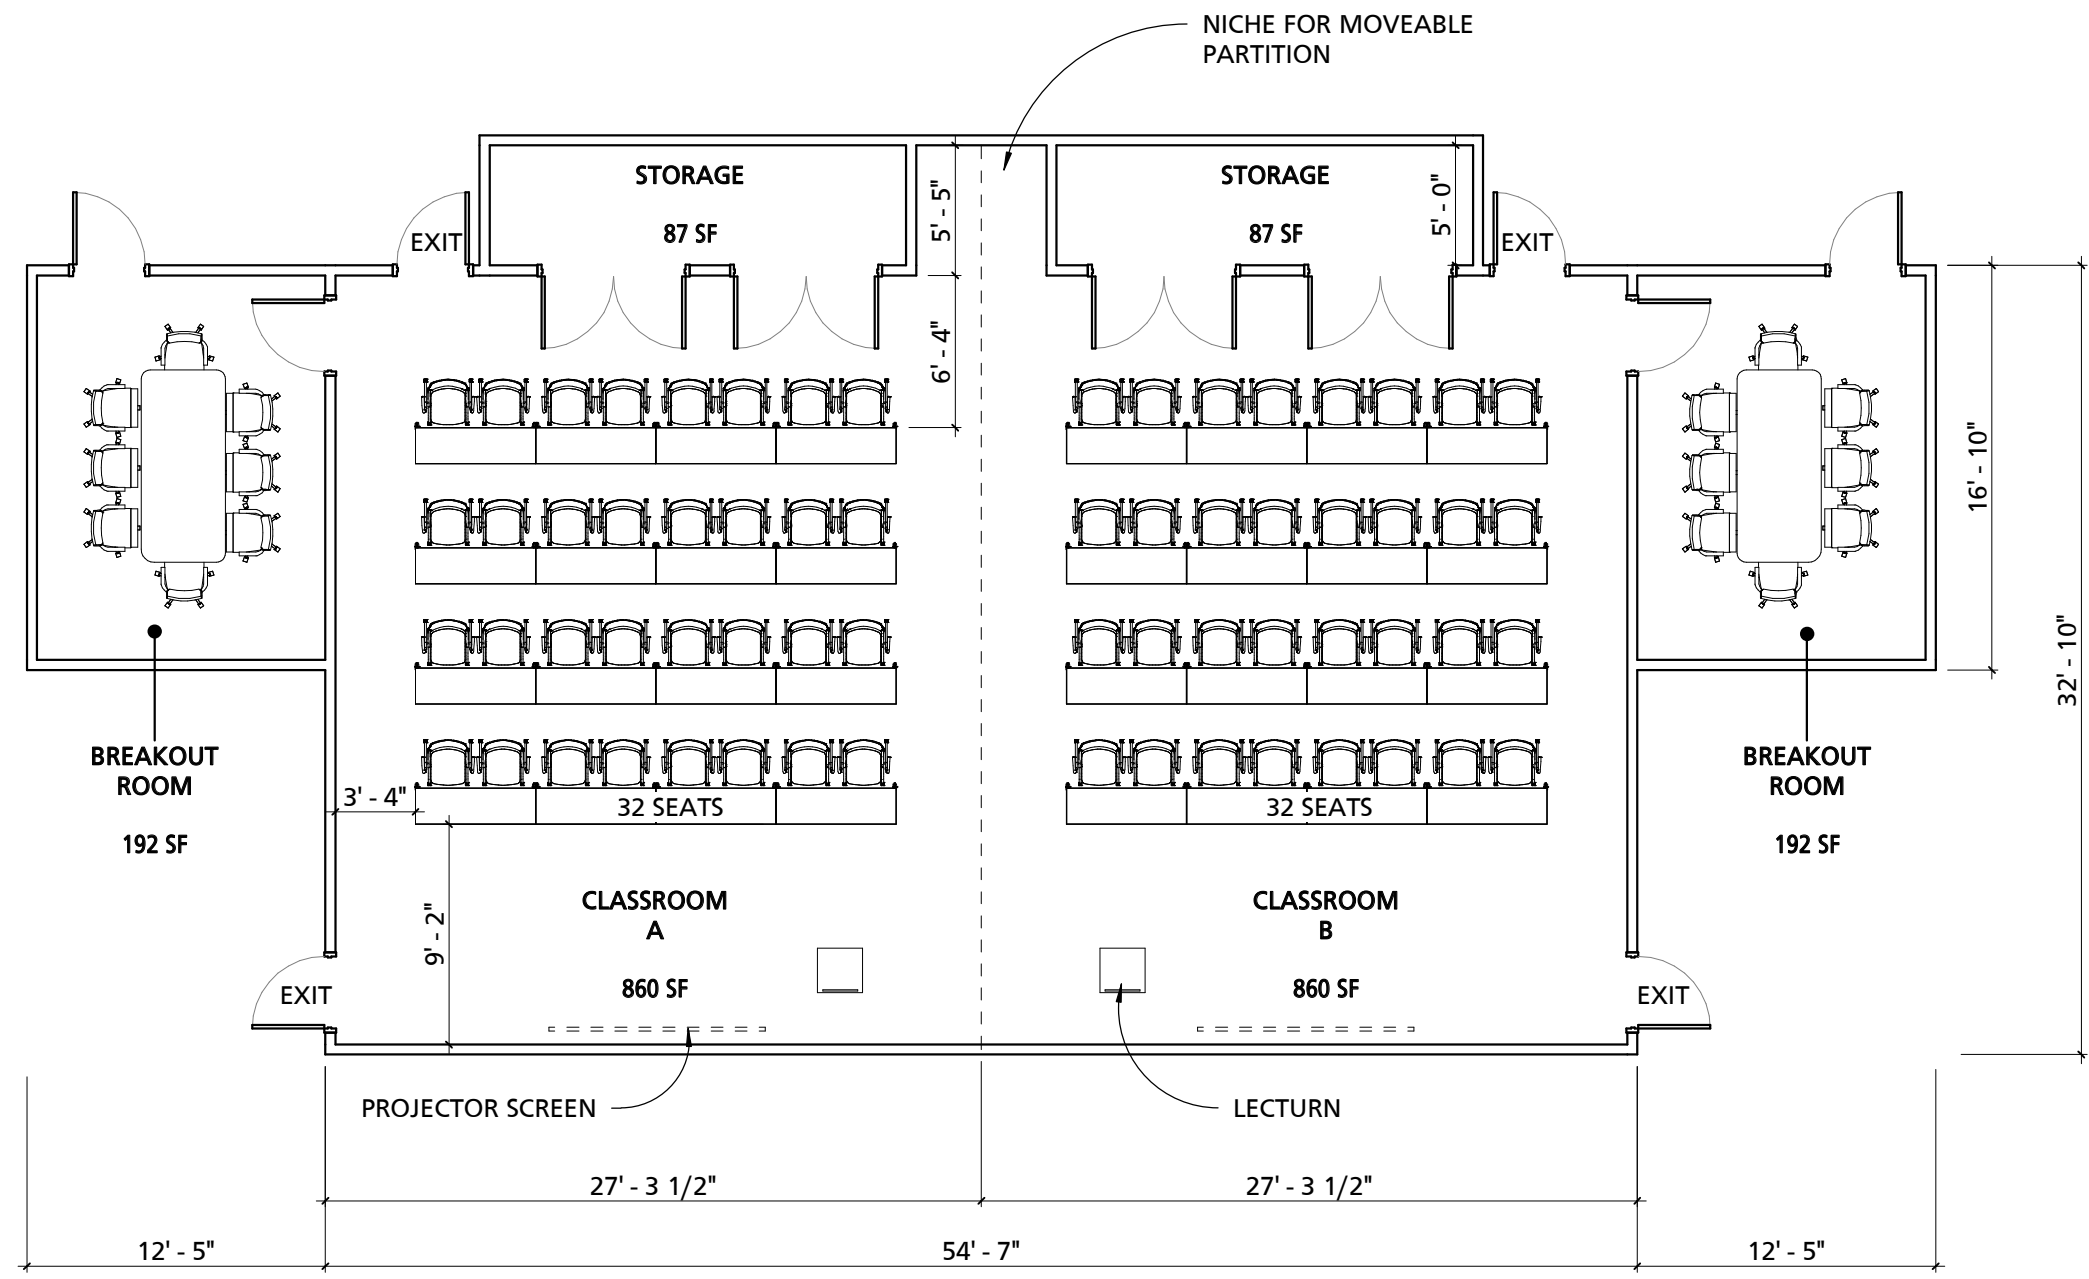 NICHE FOR MOVEABLE
PARTITION
STORAGE
87 SF
STORAGE
87 SF
5' - 5"
5' - 0"
EXIT
EXIT
6' - 4"
16' - 10"
32' - 10"
BREAKOUT
ROOM
192 SF
3' - 4"
32 SEATS
32 SEATS
BREAKOUT
ROOM
192 SF
9' - 2"
CLASSROOM
A
860 SF
CLASSROOM
B
860 SF
EXIT
EXIT
PROJECTOR SCREEN
LECTURN
27' - 3 1/2"
27' - 3 1/2"
12' - 5"
54' - 7"
12' - 5"